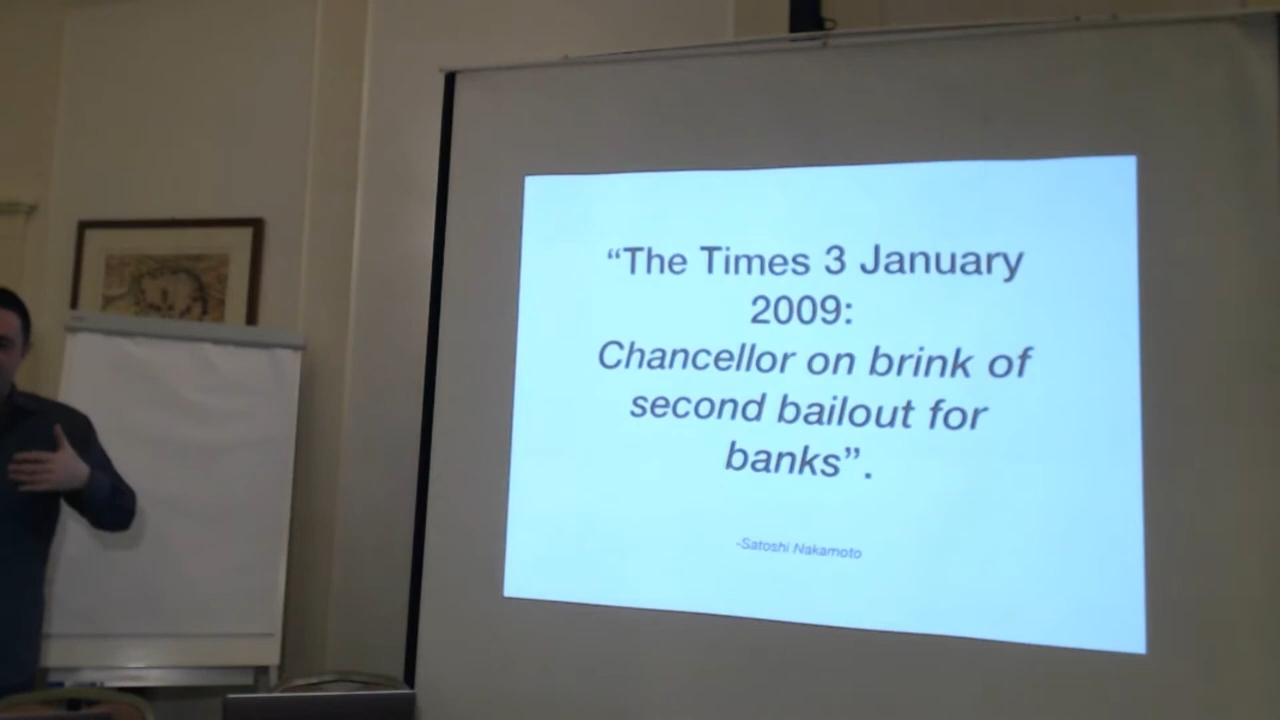 “The Times 3 January
2009:
Chancellor on brink of
second bailout for
banks”.
-Satoshi Nakamoto